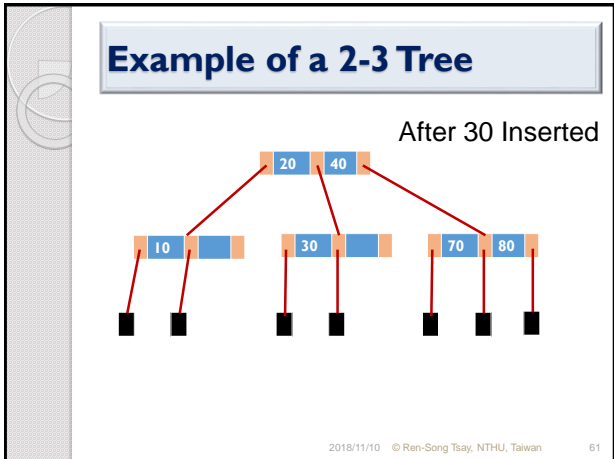 Example of a 2-3 Tree
After 30 Inserted
20 40
10
30
70 80
2018/11/10 © Ren-Song Tsay, NTHU, Taiwan 61